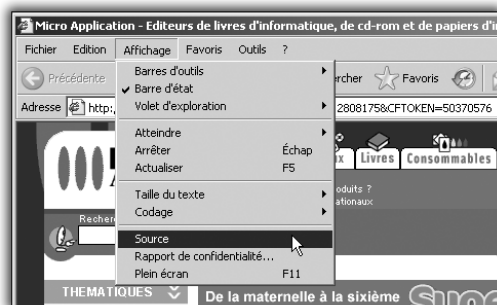 Micro Application - Editeurs de livres d'informatique, de cd-rom et de papiers d'i
Fichier Edition Affichage Favoris Outils ?
Précédente rcher Favoris
Adresse http: 2808175&CFTOKEN=50370576
Barres d'outils
Barre d'état
Volet d'exploration
Atteindre
Arrêter Échap
Actualiser F5
Taille du texte
Codage
Source
Rapport de confidentialité...
Plein écran F11
x Livres Consommables
oduits ?
ationaux
Recher
THEMATIQUES De la maternelle à la sixième